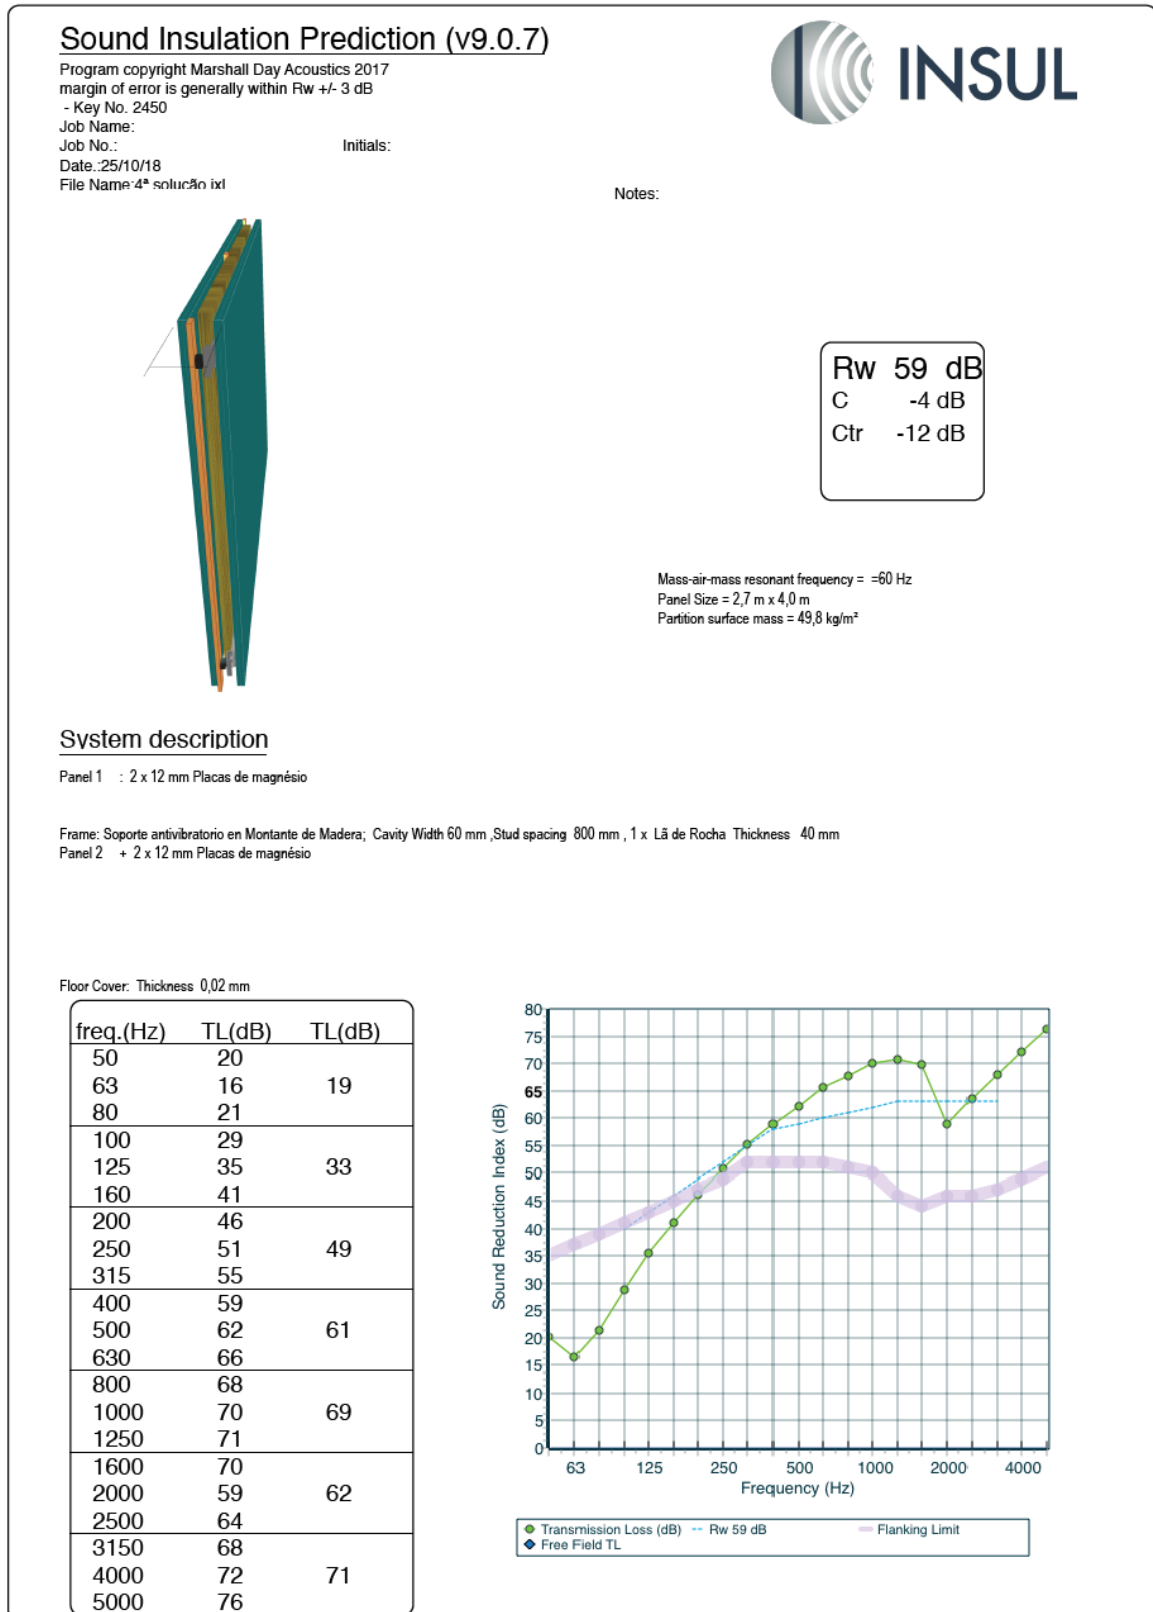 Sound Insulation Prediction (v9.0.7)
Program copyright Marshall Day Acoustics 2017
margin of error is generally within Rw +/- 3 dB
- Key No. 2450
Job Name:
Job No.: Initials:
Date.:25/10/18
File Name:4ª solução ixl
INSUL
Notes:
Rw 59 dB
C -4 dB
Ctr -12 dB
Mass-air-mass resonant frequency = =60 Hz
Panel Size = 2,7 m x 4,0 m
Partition surface mass = 49,8 kg/m²
System description
Panel 1 : 2 x 12 mm Placas de magnésio
Frame: Soporte antivibratorio en Montante de Madera; Cavity Width 60 mm ,Stud spacing 800 mm , 1 x Lã de Rocha Thickness 40 mm
Panel 2 + 2 x 12 mm Placas de magnésio
Floor Cover: Thickness 0,02 mm
freq.(Hz) TL(dB) TL(dB)
50 20
63 16 19
80 21
100 29
125 35 33
160 41
200 46
250 51 49
315 55
400 59
500 62 61
630 66
800 68
1000 70 69
1250 71
1600 70
2000 59 62
2500 64
3150 68
4000 72 71
5000 76
Sound Reduction Index (dB)
80
75
70
65
60
55
50
45
40
35
30
25
20
15
10
5
0
63 125 250 500 1000 2000 4000
Frequency (Hz)
Transmission Loss (dB) Rw 59 dB Flanking Limit
Free Field TL